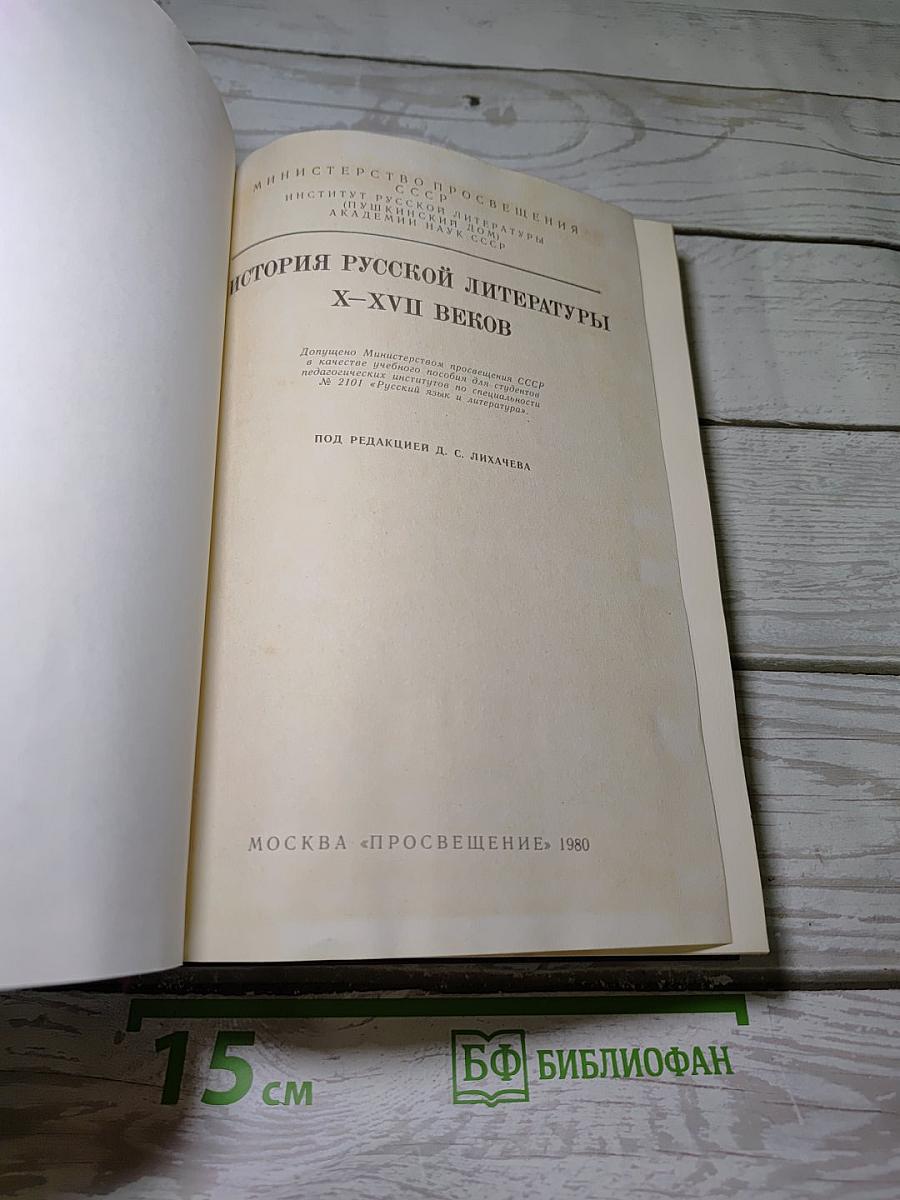 МИНИСТЕРСТВО ПРОСВЕЩЕНИЯ
СССР
ИНСТИТУТ РУССКОЙ ЛИТЕРАТУРЫ
(ПУШКИНСКИЙ ДОМ)
АКАДЕМИИ НАУК СССР
ИСТОРИЯ РУССКОЙ ЛИТЕРАТУРЫ
X—XVII ВЕКОВ
Допущено Министерством просвещения СССР
в качестве учебного пособия для студентов
педагогических институтов по специальности
№ 2101 «Русский язык и литература».
ПОД РЕДАКЦИЕЙ Д. С. ЛИХАЧЕВА
МОСКВА «ПРОСВЕЩЕНИЕ» 1980
15 см
БФ БИБЛИОФАН